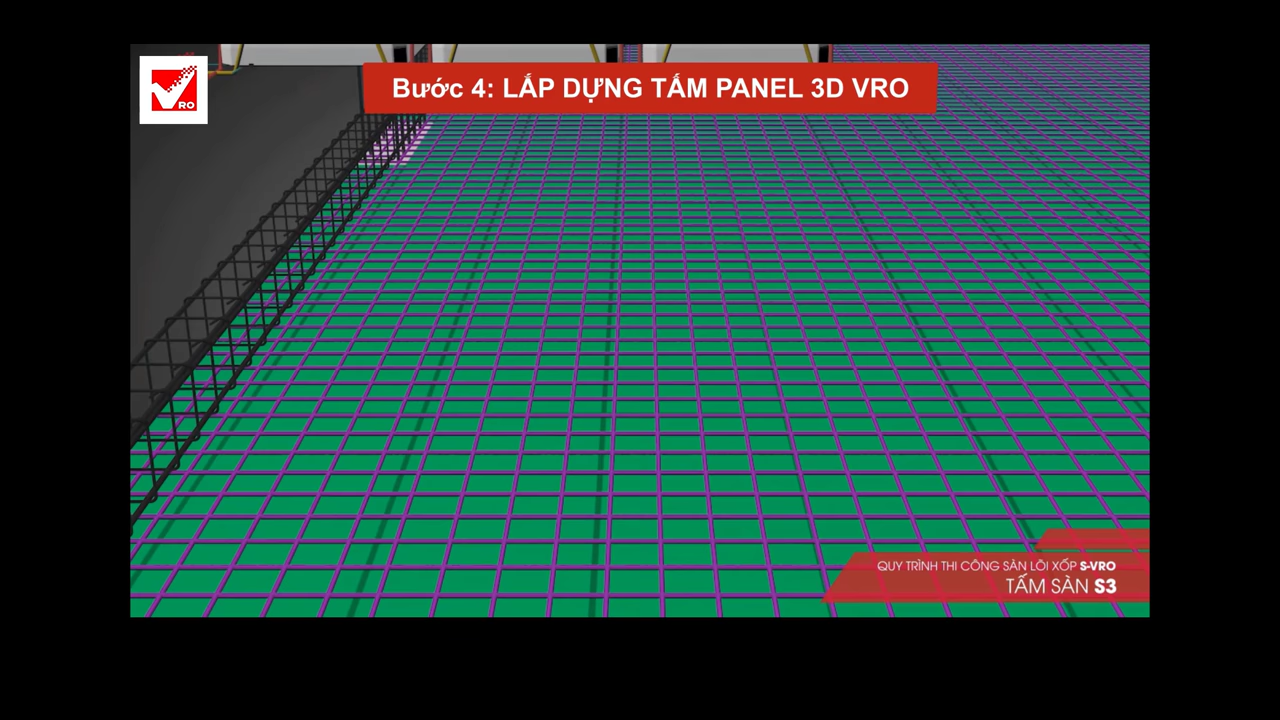 Bước 4: LẮP DỰNG TẤM PANEL 3D VRO
RO
QUY TRÌNH THI CÔNG SÀN LÕI XỐP S-VRO
TẤM SÀN S3